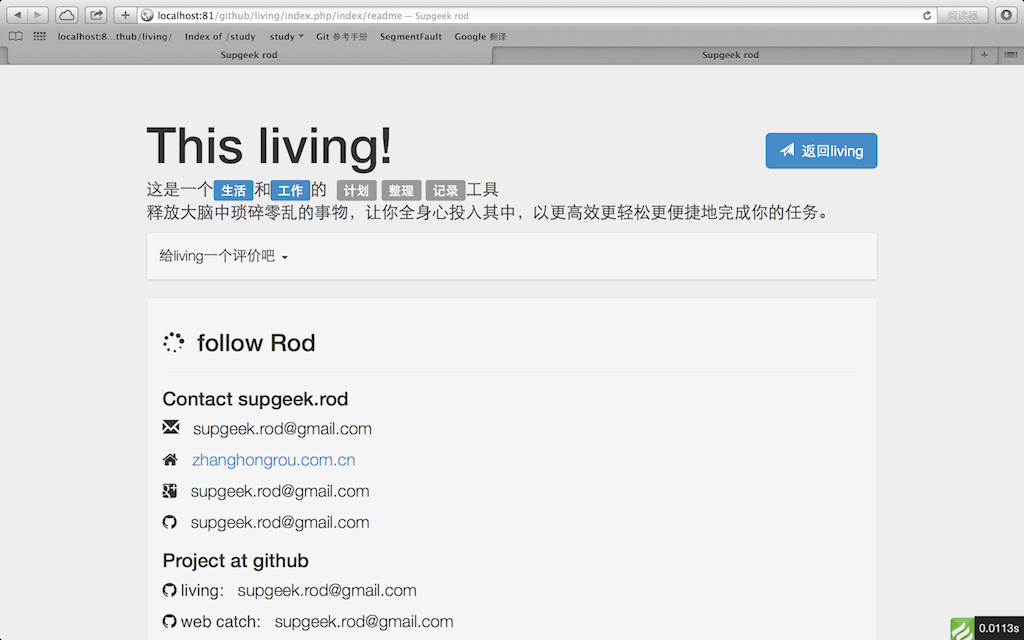 localhost:81/github/living/index.php/index/readme — Supgeek rod
阅读器
localhost:8...thub/living/ Index of /study study Git 参考手册 SegmentFault Google 翻译
Supgeek rod Supgeek rod
This living!
返回living
这是一个 生活 和 工作 的 计划 整理 记录 工具
释放大脑中琐碎零乱的事物，让你全身心投入其中，以更高效更轻松更便捷地完成你的任务。
给living一个评价吧
follow Rod
Contact supgeek.rod
supgeek.rod@gmail.com
zhanghongrou.com.cn
supgeek.rod@gmail.com
supgeek.rod@gmail.com
Project at github
living: supgeek.rod@gmail.com
web catch: supgeek.rod@gmail.com
0.0113s